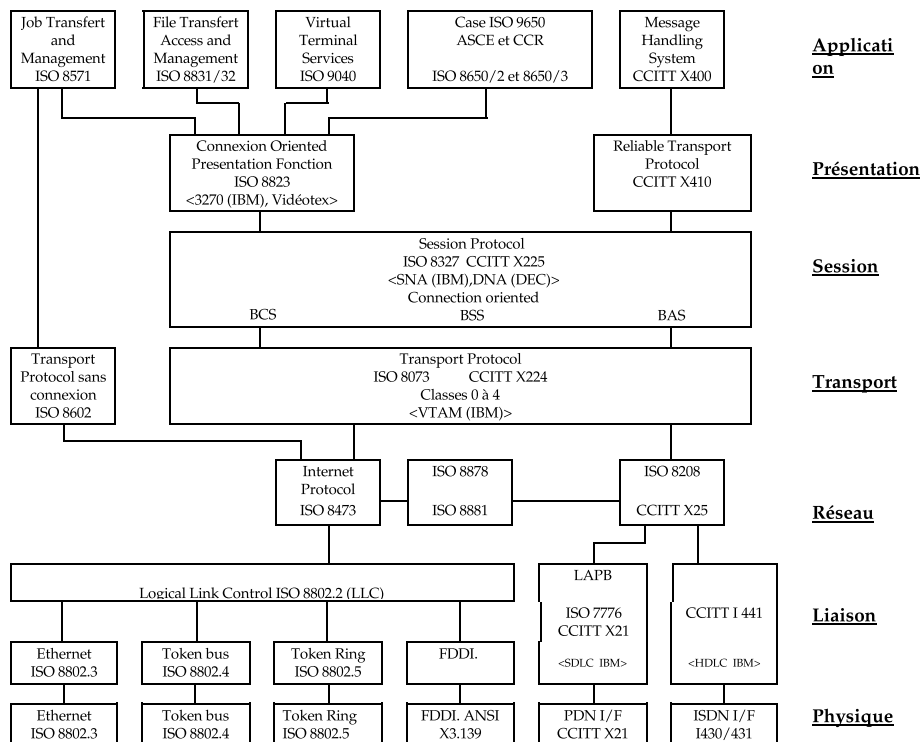 Job Transfert
and
Management
ISO 8571
File Transfert
Access and
Management
ISO 8831/32
Virtual
Terminal
Services
ISO 9040
Case ISO 9650
ASCE et CCR
ISO 8650/2 et 8650/3
Message
Handling
System
CCITT X400
Applicati
on
Connexion Oriented
Presentation Fonction
ISO 8823
<3270 (IBM), Vidéotex>
Reliable Transport
Protocol
CCITT X410
Présentation
Session Protocol
ISO 8327 CCITT X225
<SNA (IBM),DNA (DEC)>
Connection oriented
BCS BSS BAS
Session
Transport
Protocol sans
connexion
ISO 8602
Transport Protocol
ISO 8073 CCITT X224
Classes 0 à 4
<VTAM (IBM)>
Transport
Internet
Protocol
ISO 8473
ISO 8878
ISO 8881
ISO 8208
CCITT X25
Réseau
Logical Link Control ISO 8802.2 (LLC)
LAPB
ISO 7776
CCITT X21
<SDLC IBM>
CCITT I 441
<HDLC IBM>
Liaison
Ethernet
ISO 8802.3
Token bus
ISO 8802.4
Token Ring
ISO 8802.5
FDDI.
Ethernet
ISO 8802.3
Token bus
ISO 8802.4
Token Ring
ISO 8802.5
FDDI. ANSI
X3.139
PDN I/F
CCITT X21
ISDN I/F
I430/431
Physique